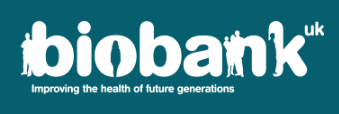 biobank uk
Improving the health of future generations